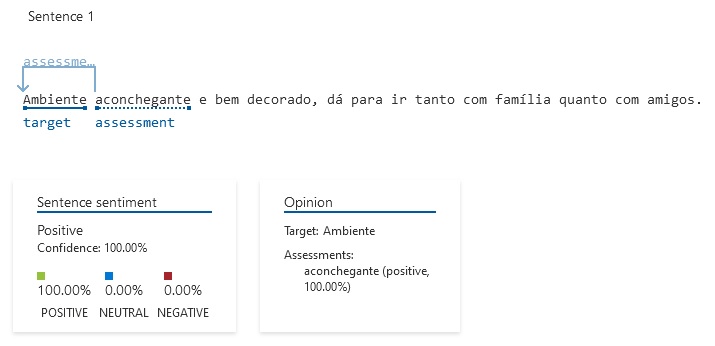 Sentence 1
assessme…
Ambiente aconchegante e bem decorado, dá para ir tanto com família quanto com amigos.
target assessment
Sentence sentiment
Positive
Confidence: 100.00%
100.00% 0.00% 0.00%
POSITIVE NEUTRAL NEGATIVE
Opinion
Target: Ambiente
Assessments:
aconchegante (positive,
100.00%)